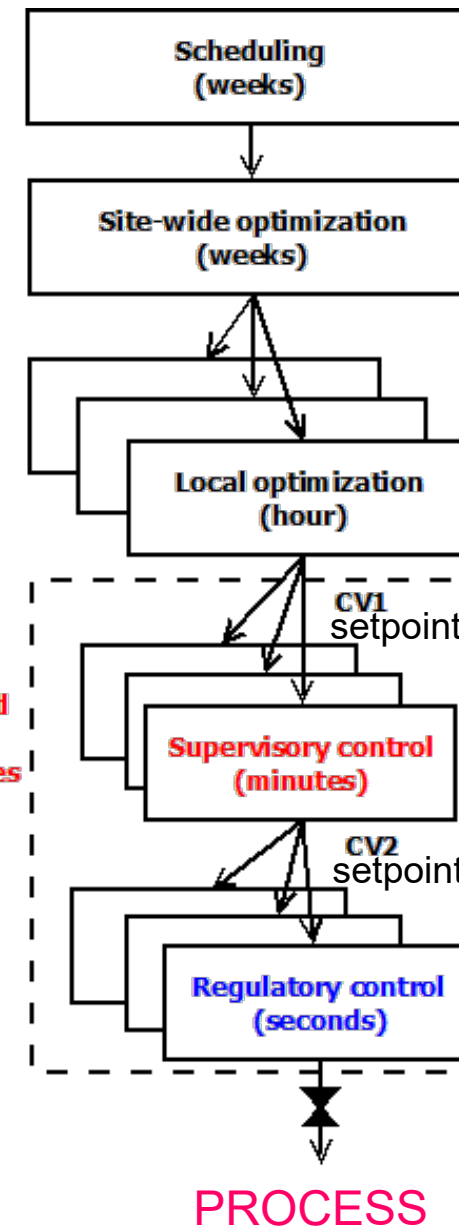 Scheduling
(weeks)
Site-wide optimization
(weeks)
Local optimization
(hour)
CV1
setpoint
Supervisory control
(minutes)
CV2
setpoint
Regulatory control
(seconds)
PROCESS